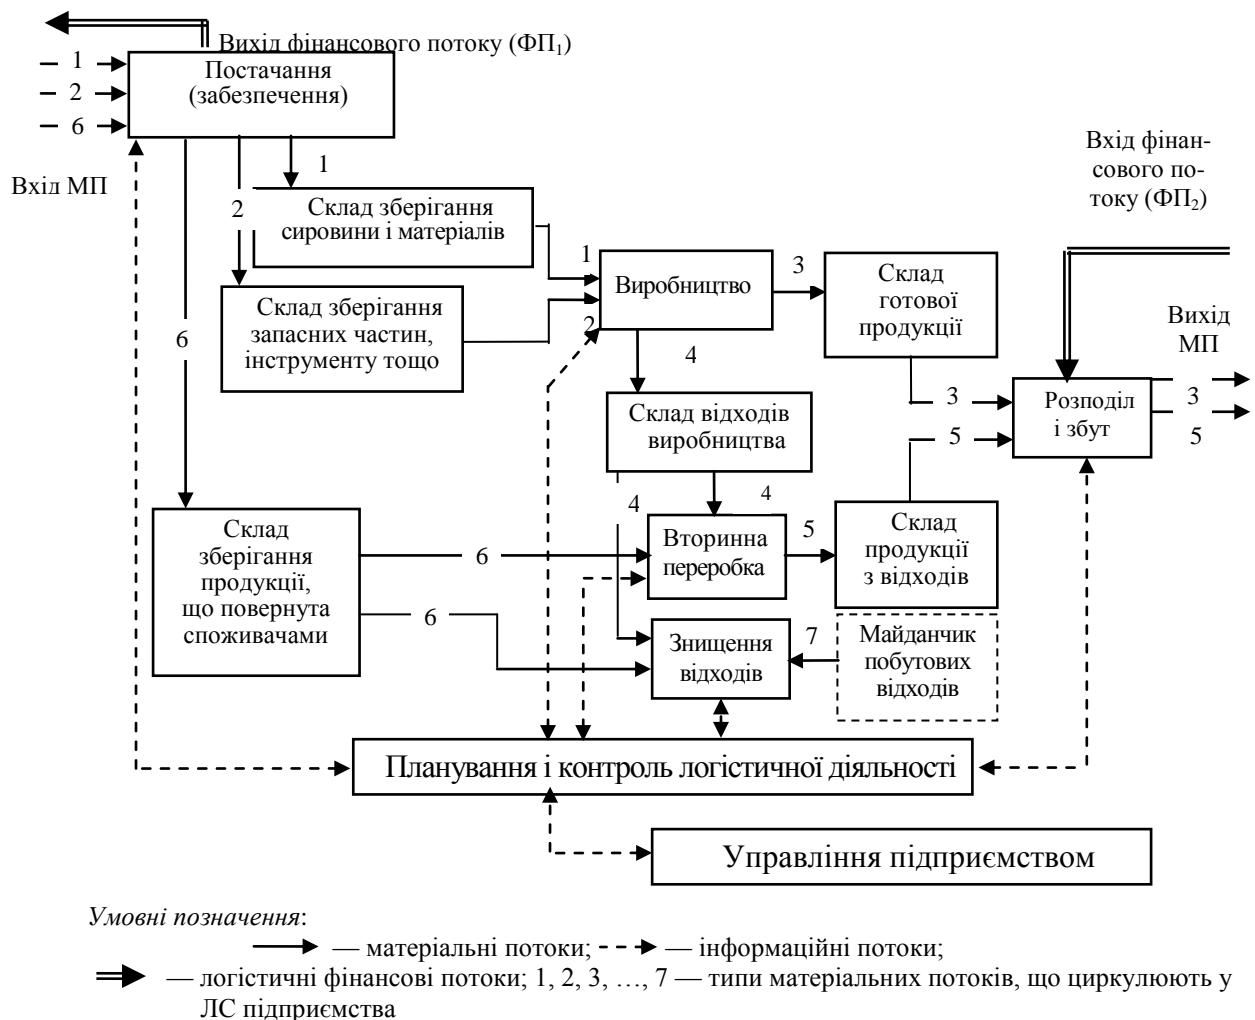 Вихід фінансового потоку (ФП₁)
1
2
6
Постачання
(забезпечення)
Вхід МП
Вхід фінан-
сового по-
току (ФП₂)
1
2
6
Склад зберігання
сировини і матеріалів
Склад зберігання
запасних частин,
інструменту тощо
1
2
Виробництво
3
Склад
готової
продукції
Вихід
МП
4
3
5
Розподіл
і збут
3
5
Склад відходів
виробництва
4
4
Склад
зберігання
продукції,
що повернута
споживачами
6
6
Вторинна
переробка
5
Склад
продукції
з відходів
Знищення
відходів
7
Майданчик
побутових
відходів
Планування і контроль логістичної діяльності
Управління підприємством
Умовні позначення:
— матеріальні потоки; — інформаційні потоки;
— логістичні фінансові потоки; 1, 2, 3, …, 7 — типи матеріальних потоків, що циркулюють у
ЛС підприємства